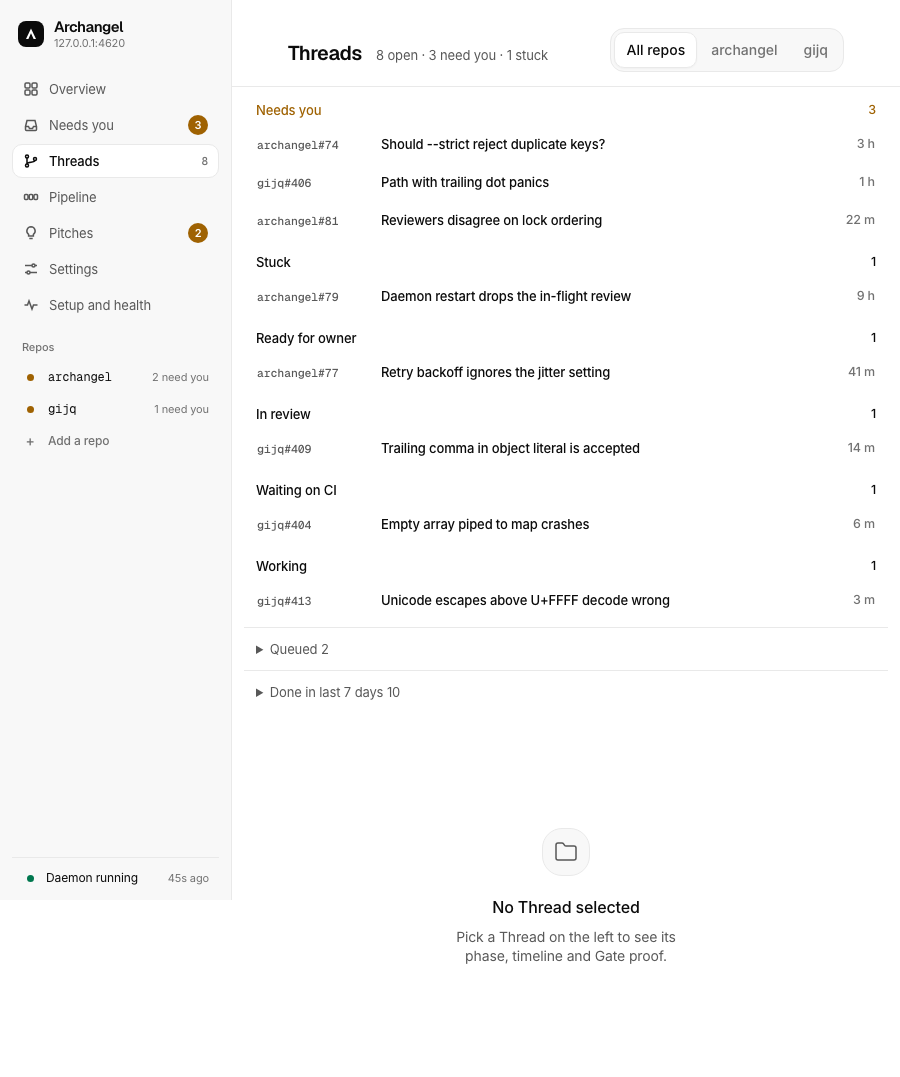 Archangel
127.0.0.1:4620
Overview
Needs you 3
Threads 8
Pipeline
Pitches 2
Settings
Setup and health
Repos
archangel 2 need you
gijq 1 need you
+ Add a repo
Daemon running 45s ago
Threads 8 open · 3 need you · 1 stuck
All repos archangel gijq
Needs you 3
archangel#74 Should --strict reject duplicate keys? 3 h
gijq#406 Path with trailing dot panics 1 h
archangel#81 Reviewers disagree on lock ordering 22 m
Stuck 1
archangel#79 Daemon restart drops the in-flight review 9 h
Ready for owner 1
archangel#77 Retry backoff ignores the jitter setting 41 m
In review 1
gijq#409 Trailing comma in object literal is accepted 14 m
Waiting on CI 1
gijq#404 Empty array piped to map crashes 6 m
Working 1
gijq#413 Unicode escapes above U+FFFF decode wrong 3 m
Queued 2
Done in last 7 days 10
No Thread selected
Pick a Thread on the left to see its
phase, timeline and Gate proof.